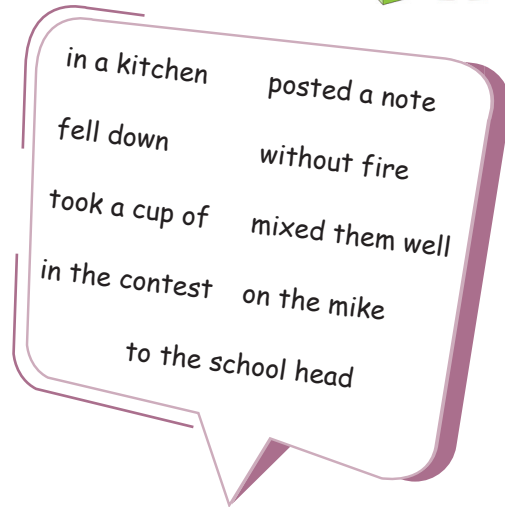 in a kitchen
posted a note
fell down
without fire
took a cup of
mixed them well
in the contest
on the mike
to the school head